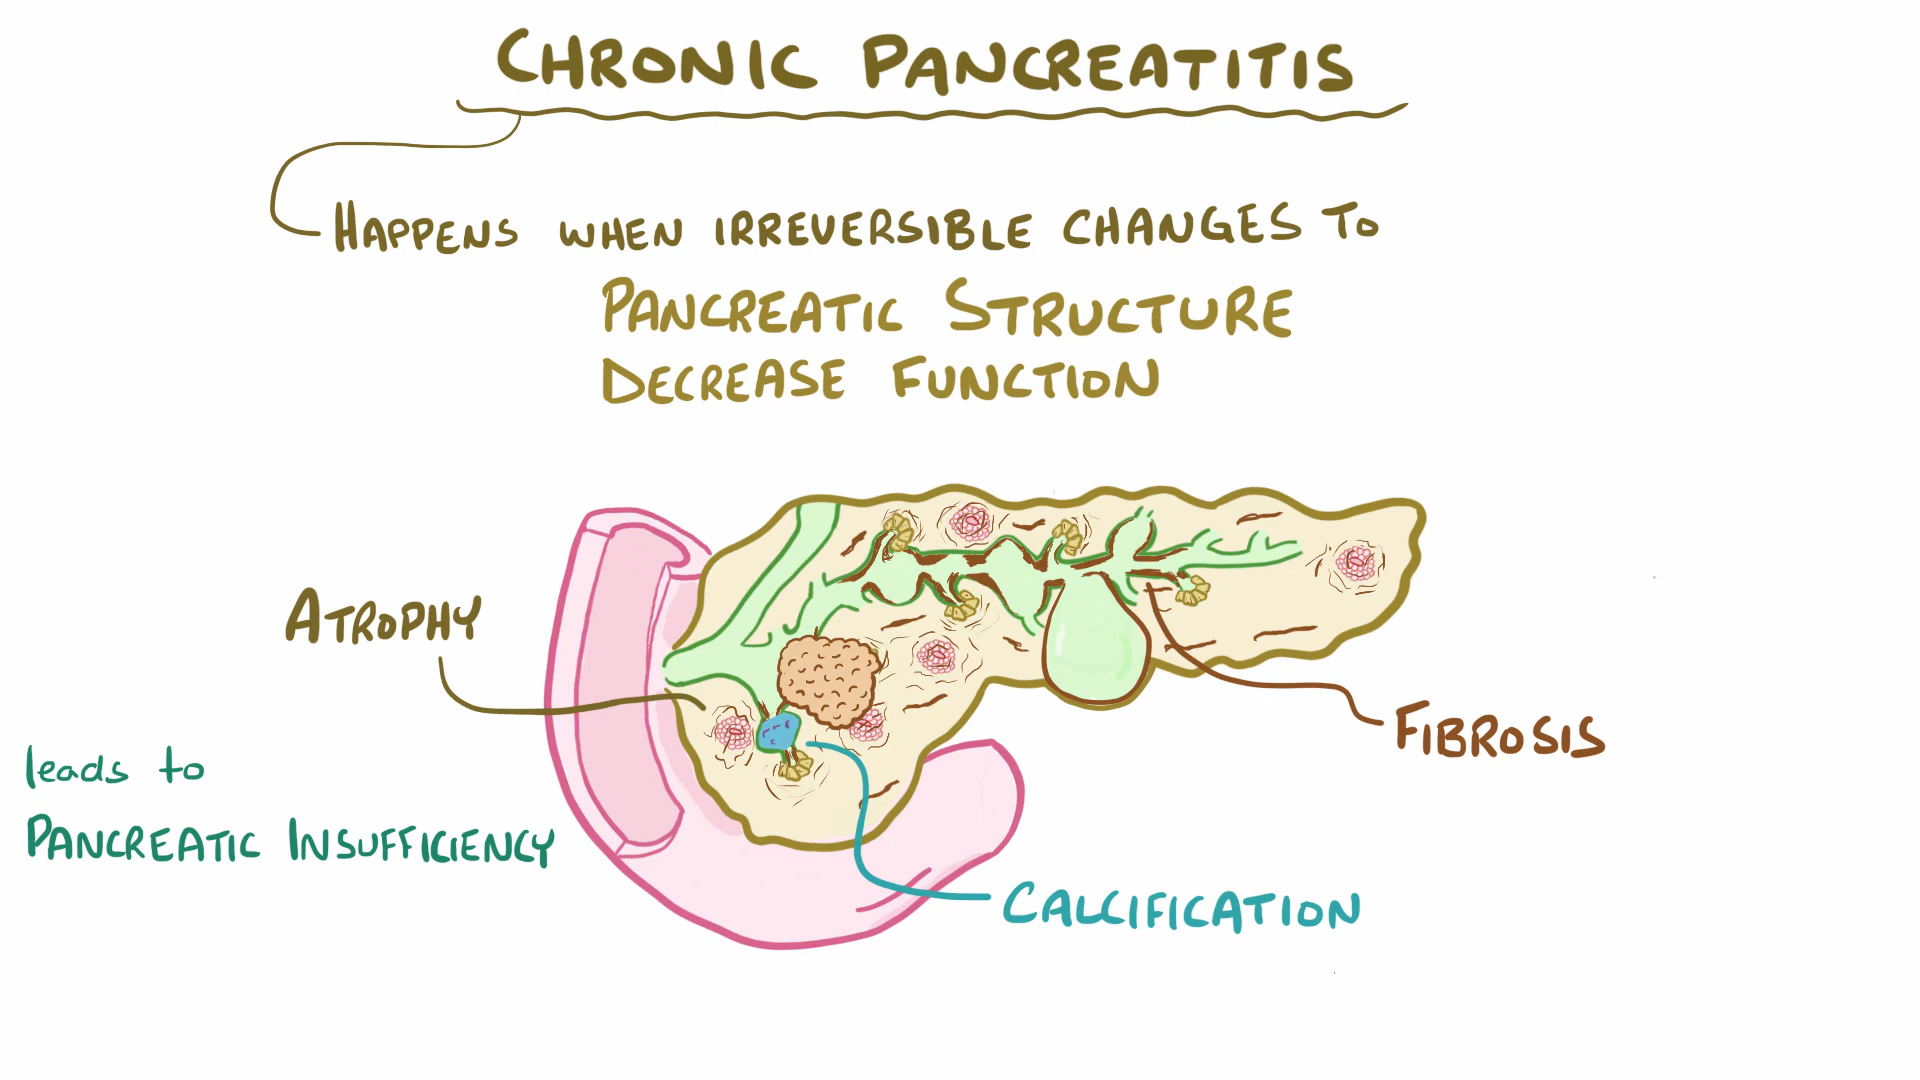 CHRONIC PANCREATITIS
HAPPENS WHEN IRREVERSIBLE CHANGES TO
PANCREATIC STRUCTURE
DECREASE FUNCTION
ATROPHY
FIBROSIS
leads to
PANCREATIC INSUFFICIENCY
CALCIFICATION